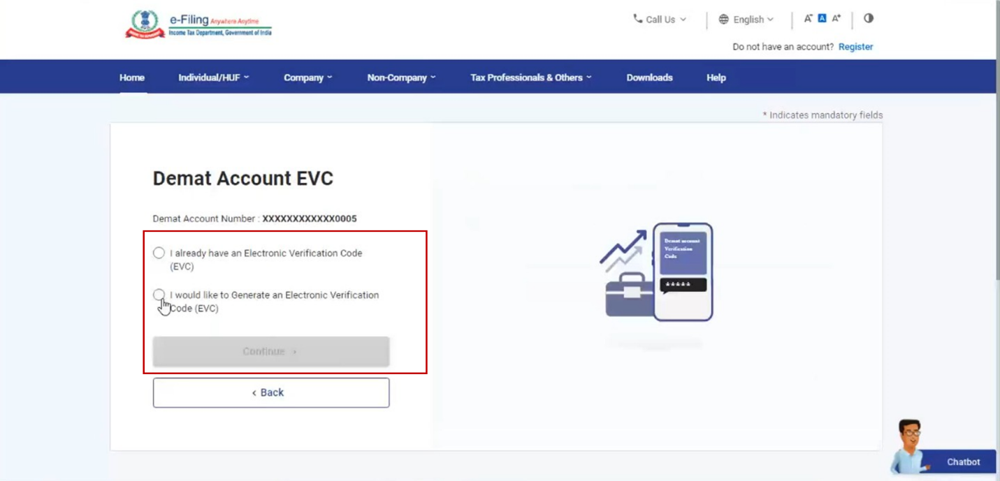 e-Filing Anywhere Anytime
Income Tax Department, Government of India
Call Us
English
A- A A+
Do not have an account? Register
Home Individual/HUF Company Non-Company Tax Professionals & Others Downloads Help
* Indicates mandatory fields
Demat Account EVC
Demat Account Number : XXXXXXXXXXXX0005
I already have an Electronic Verification Code
(EVC)
I would like to Generate an Electronic Verification
Code (EVC)
Continue
< Back
Demat account
Verification
Code
*****
Chatbot